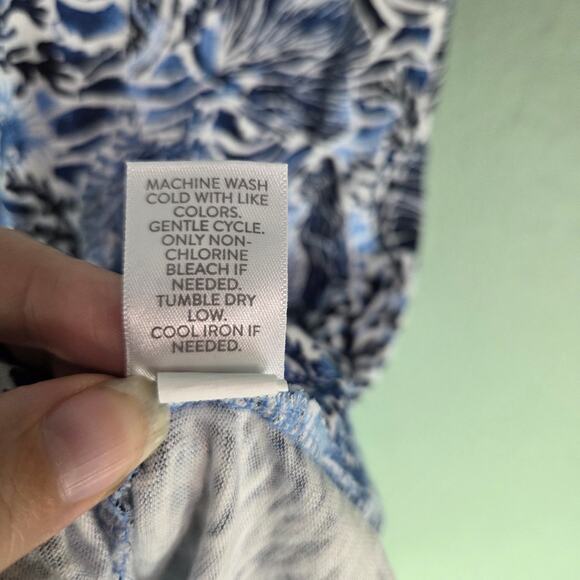 MACHINE WASH
COLD WITH LIKE
COLORS.
GENTLE CYCLE.
ONLY NON-
CHLORINE
BLEACH IF
NEEDED.
TUMBLE DRY
LOW.
COOL IRON IF
NEEDED.